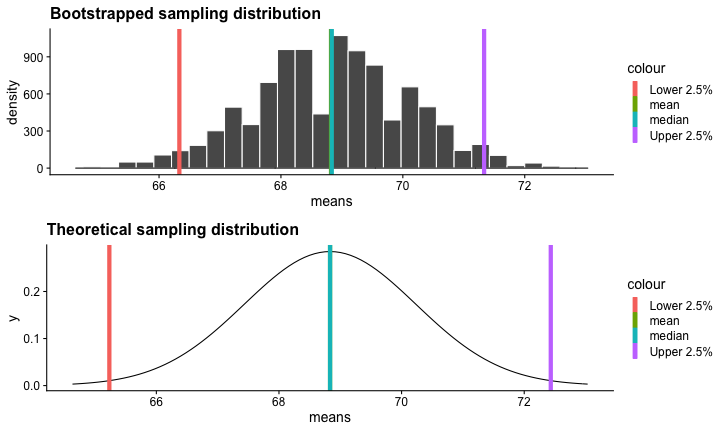 Bootstrapped sampling distribution
density
900
600
300
0
66
68
70
72
means
colour
Lower 2.5%
mean
median
Upper 2.5%
Theoretical sampling distribution
y
0.2
0.1
0.0
66
68
70
72
means
colour
Lower 2.5%
mean
median
Upper 2.5%